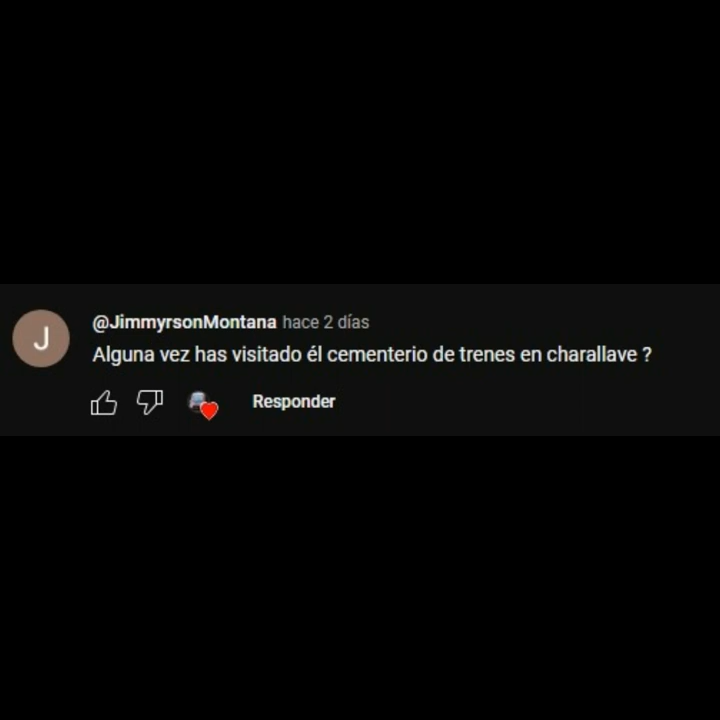 J
@JimmyrsonMontana hace 2 días
Alguna vez has visitado él cementerio de trenes en charallave ?
Responder